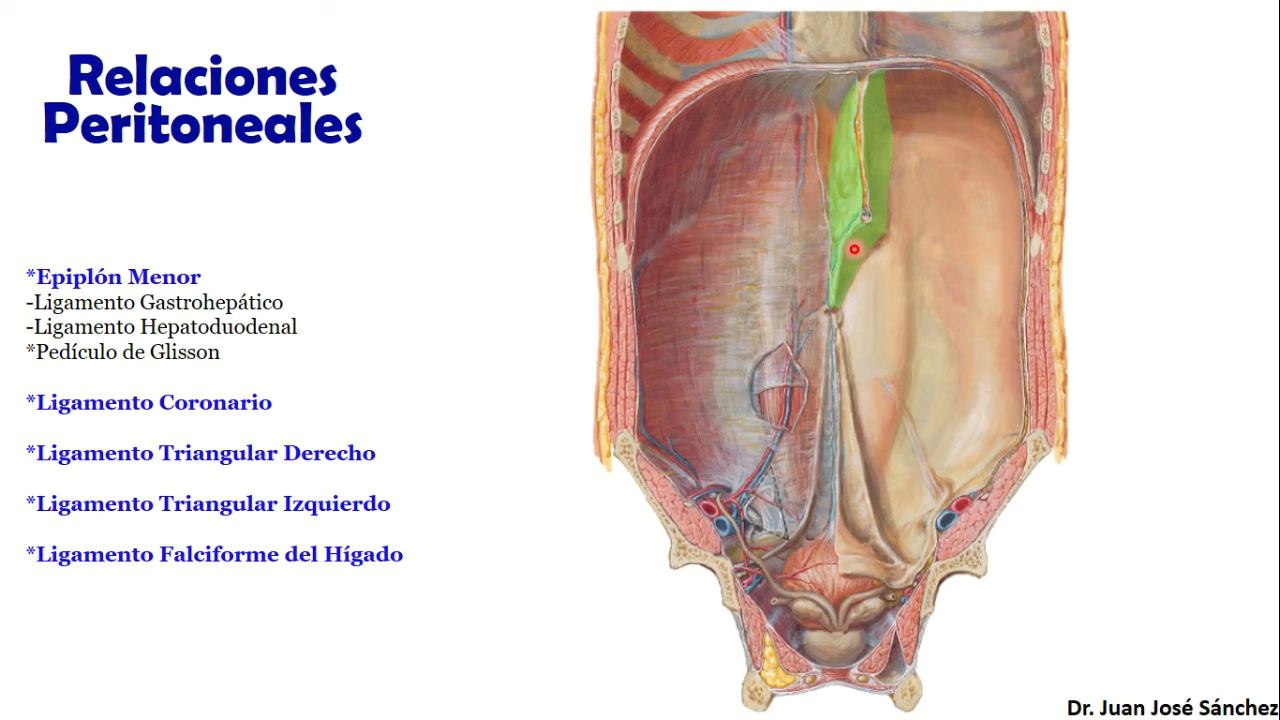 Relaciones
Peritoneales
*Epiplón Menor
-Ligamento Gastrohepático
-Ligamento Hepatoduodenal
*Pedículo de Glisson
*Ligamento Coronario
*Ligamento Triangular Derecho
*Ligamento Triangular Izquierdo
*Ligamento Falciforme del Hígado
Dr. Juan José Sánchez